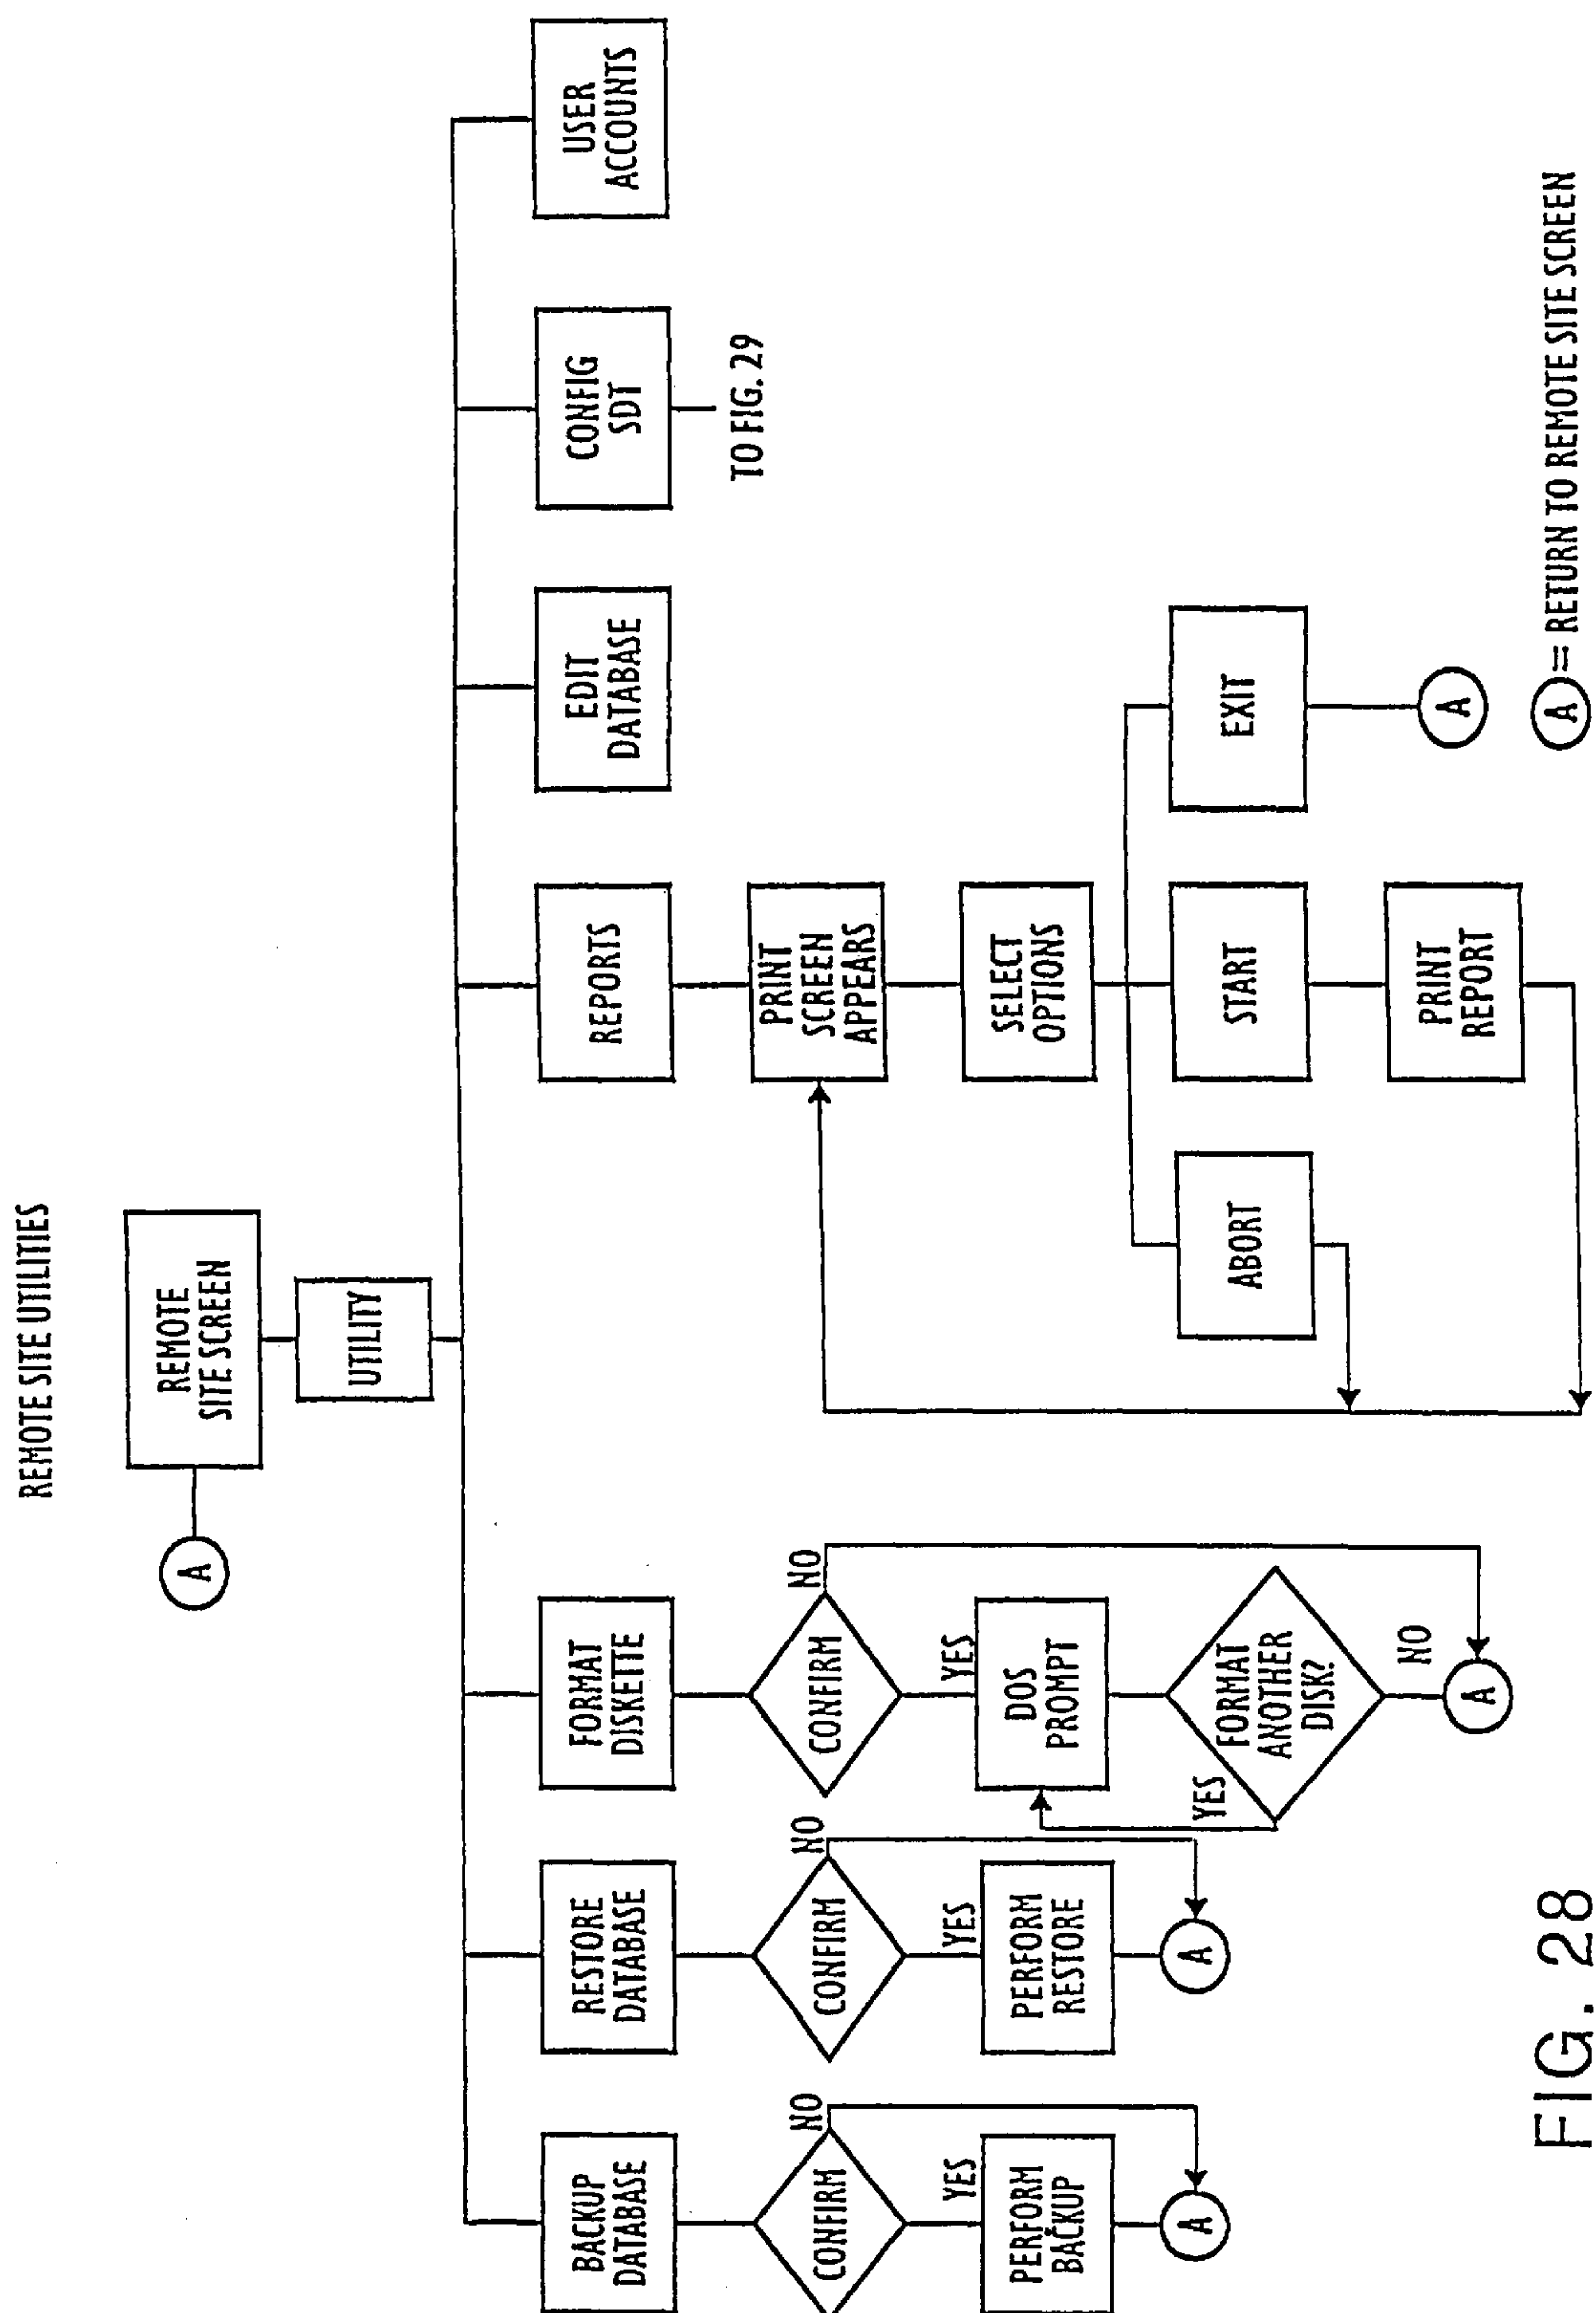 REMOTE SITE UTILITIES
A
REMOTE
SITE SCREEN
UTILITY
BACKUP
DATABASE
RESTORE
DATABASE
FORMAT
DISKETTE
REPORTS
EDIT
DATABASE
CONFIG
SDT
USER
ACCOUNTS
TO FIG. 29
CONFIRM
NO
YES
PERFORM
BACKUP
A
CONFIRM
NO
YES
PERFORM
RESTORE
A
CONFIRM
NO
YES
DOS
PROMPT
YES
FORMAT
ANOTHER
DISK?
NO
A
PRINT
SCREEN
APPEARS
SELECT
OPTIONS
ABORT
START
EXIT
PRINT
REPORT
A
A = RETURN TO REMOTE SITE SCREEN
FIG. 28